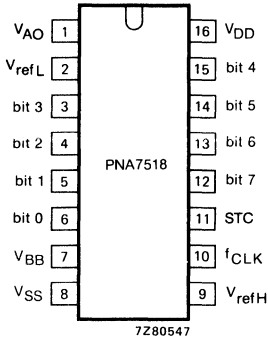 VAO 1 16 VDD
VrefL 2 15 bit 4
bit 3 3 14 bit 5
bit 2 4 13 bit 6
PNA7518
bit 1 5 12 bit 7
bit 0 6 11 STC
VBB 7 10 fCLK
VSS 8 9 VrefH
7Z80547